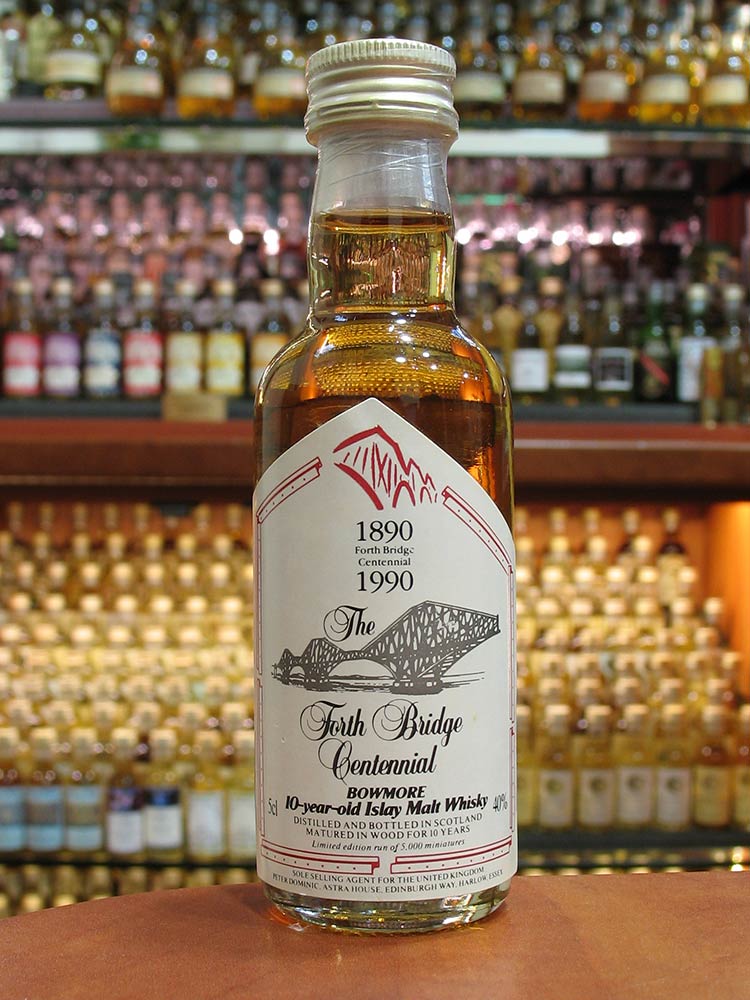 1890
Forth Bridge
Centennial
1990
The
Forth Bridge
Centennial
BOWMORE
5cl 10-year-old Islay Malt Whisky 40%
DISTILLED AND BOTTLED IN SCOTLAND
MATURED IN WOOD FOR 10 YEARS
Limited edition run of 5,000 miniatures
SOLE SELLING AGENT FOR THE UNITED KINGDOM
PETER DOMINIC, ASTRA HOUSE, EDINBURGH WAY, HARLOW, ESSEX